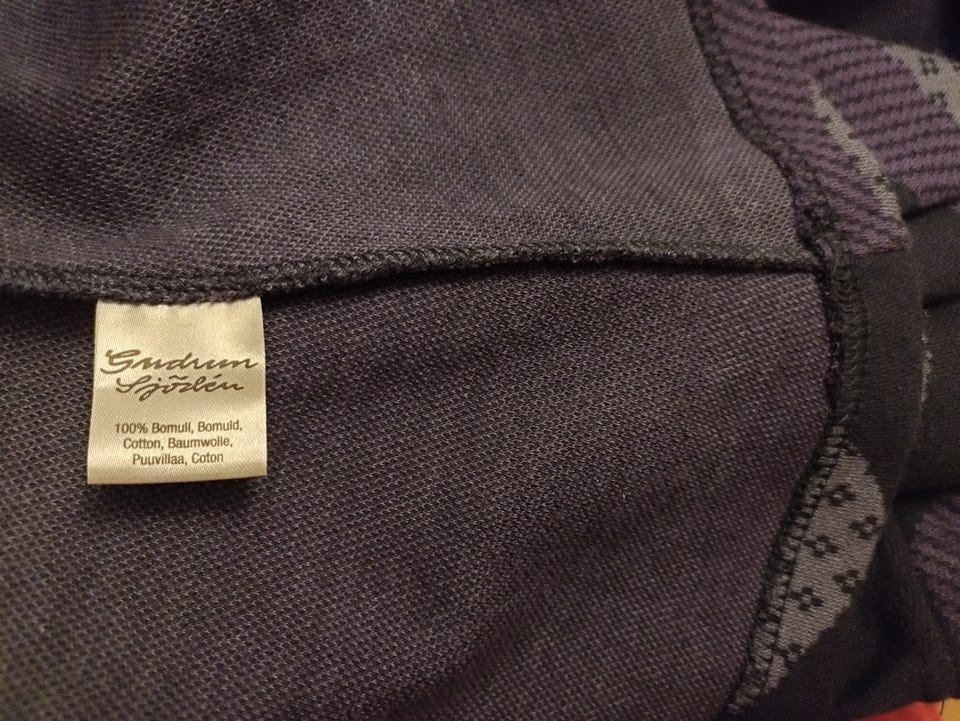 Gudrun
Sjödén
100% Bomull, Bomuld,
Cotton, Baumwolle,
Puuvillaa, Coton